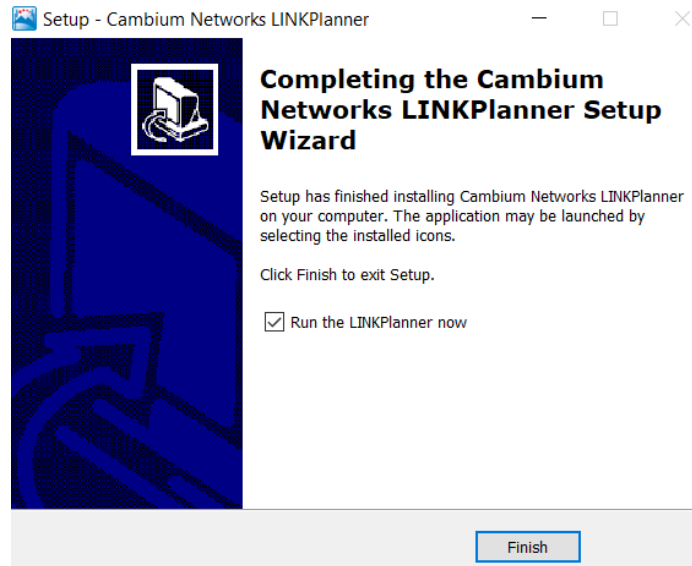 Setup - Cambium Networks LINKPlanner
Completing the Cambium
Networks LINKPlanner Setup
Wizard
Setup has finished installing Cambium Networks LINKPlanner
on your computer. The application may be launched by
selecting the installed icons.
Click Finish to exit Setup.
Run the LINKPlanner now
Finish